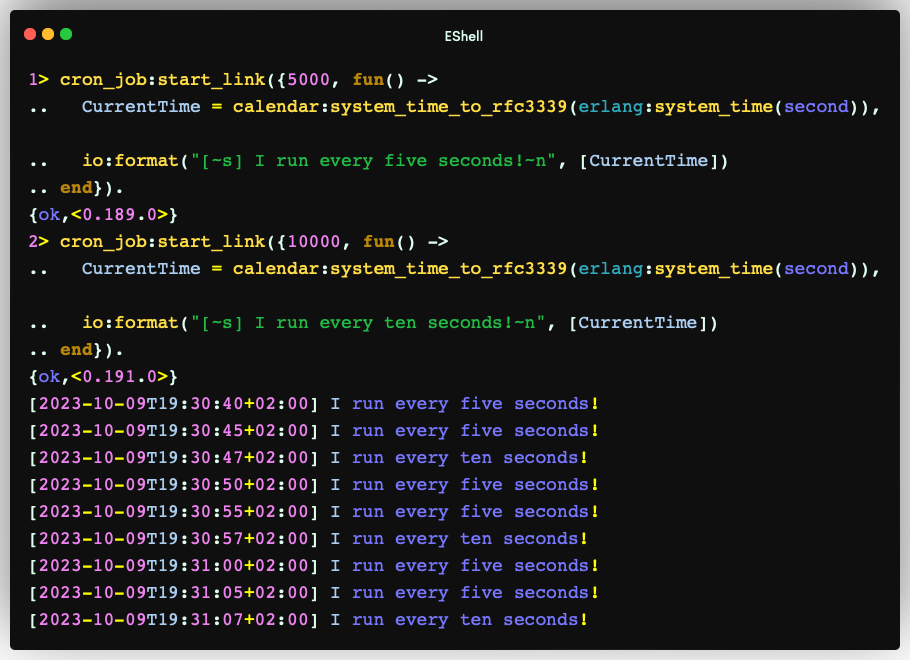 EShell
1> cron_job:start_link({5000, fun() ->
..   CurrentTime = calendar:system_time_to_rfc3339(erlang:system_time(second)),
..   io:format("[~s] I run every five seconds!~n", [CurrentTime])
.. end}).
{ok,<0.189.0>}
2> cron_job:start_link({10000, fun() ->
..   CurrentTime = calendar:system_time_to_rfc3339(erlang:system_time(second)),
..   io:format("[~s] I run every ten seconds!~n", [CurrentTime])
.. end}).
{ok,<0.191.0>}
[2023-10-09T19:30:40+02:00] I run every five seconds!
[2023-10-09T19:30:45+02:00] I run every five seconds!
[2023-10-09T19:30:47+02:00] I run every ten seconds!
[2023-10-09T19:30:50+02:00] I run every five seconds!
[2023-10-09T19:30:55+02:00] I run every five seconds!
[2023-10-09T19:30:57+02:00] I run every ten seconds!
[2023-10-09T19:31:00+02:00] I run every five seconds!
[2023-10-09T19:31:05+02:00] I run every five seconds!
[2023-10-09T19:31:07+02:00] I run every ten seconds!